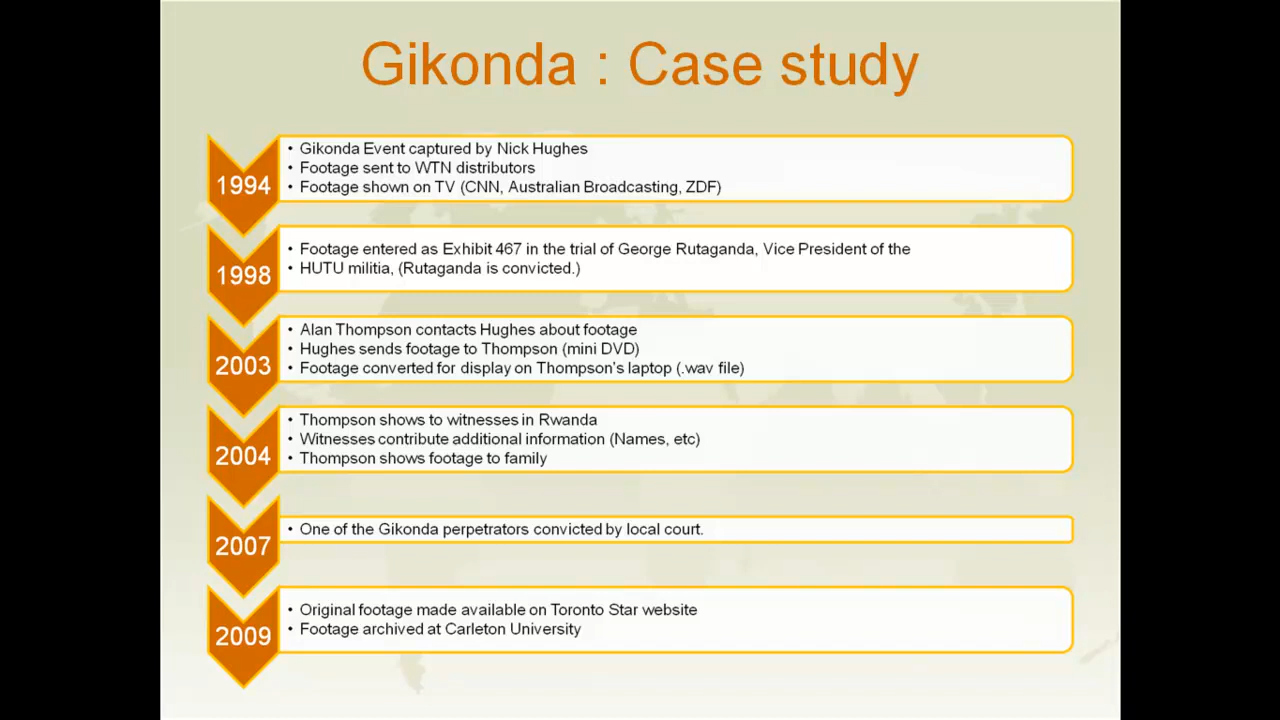 Gikonda : Case study
1994
• Gikonda Event captured by Nick Hughes
• Footage sent to WTN distributors
• Footage shown on TV (CNN, Australian Broadcasting, ZDF)
1998
• Footage entered as Exhibit 467 in the trial of George Rutaganda, Vice President of the
• HUTU militia, (Rutaganda is convicted.)
2003
• Alan Thompson contacts Hughes about footage
• Hughes sends footage to Thompson (mini DVD)
• Footage converted for display on Thompson's laptop (.wav file)
2004
• Thompson shows to witnesses in Rwanda
• Witnesses contribute additional information (Names, etc)
• Thompson shows footage to family
2007
• One of the Gikonda perpetrators convicted by local court.
2009
• Original footage made available on Toronto Star website
• Footage archived at Carleton University